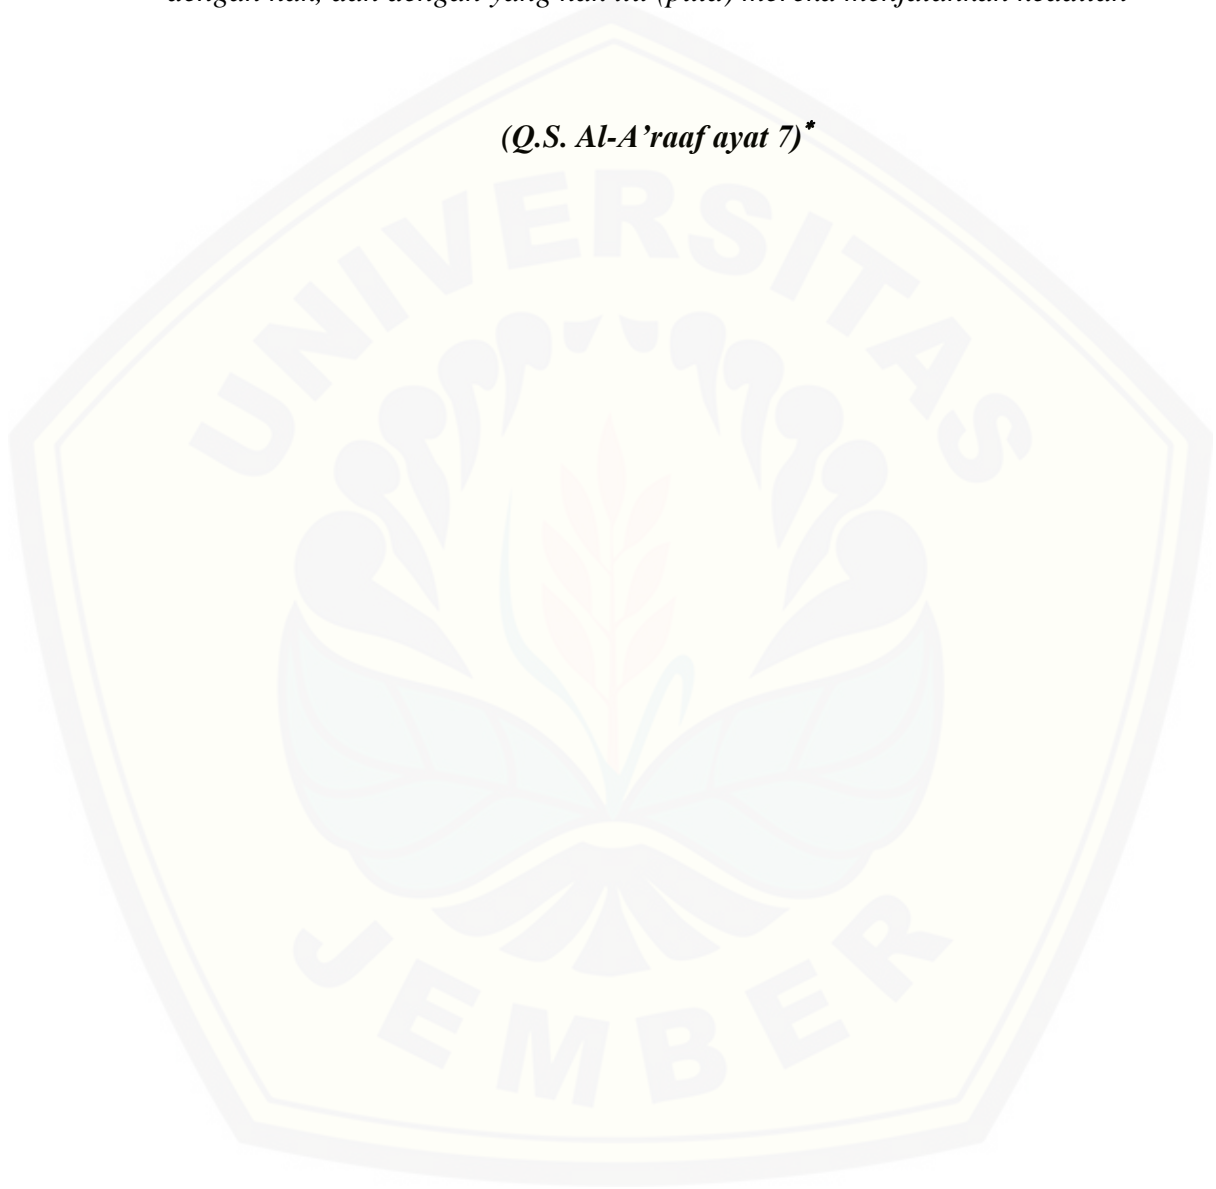 dengan hak, dan dengan yang hak itu (pula) mereka menjalankan keadilan
(Q.S. Al-A’raaf ayat 7)*
UNIVERSITAS
JEMBER